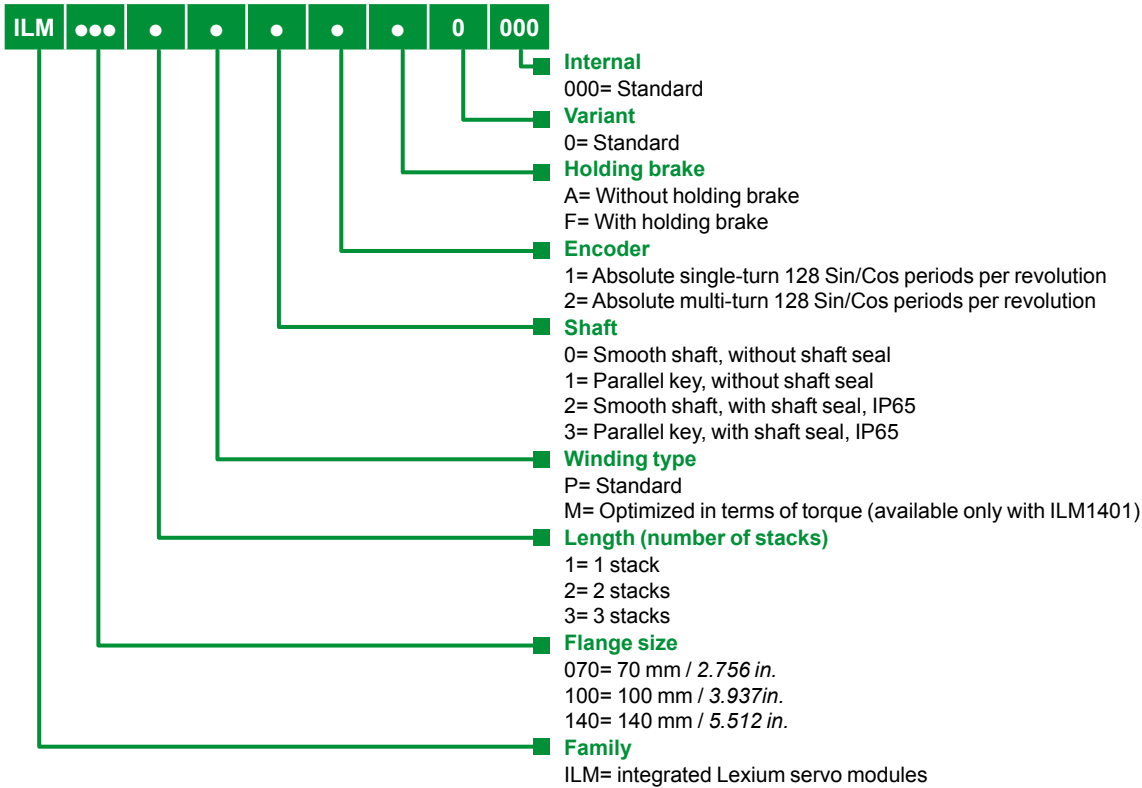 ILM ●●● ● ● ● ● ● 0 000
Internal
000= Standard
Variant
0= Standard
Holding brake
A= Without holding brake
F= With holding brake
Encoder
1= Absolute single-turn 128 Sin/Cos periods per revolution
2= Absolute multi-turn 128 Sin/Cos periods per revolution
Shaft
0= Smooth shaft, without shaft seal
1= Parallel key, without shaft seal
2= Smooth shaft, with shaft seal, IP65
3= Parallel key, with shaft seal, IP65
Winding type
P= Standard
M= Optimized in terms of torque (available only with ILM1401)
Length (number of stacks)
1= 1 stack
2= 2 stacks
3= 3 stacks
Flange size
070= 70 mm / 2.756 in.
100= 100 mm / 3.937in.
140= 140 mm / 5.512 in.
Family
ILM= integrated Lexium servo modules